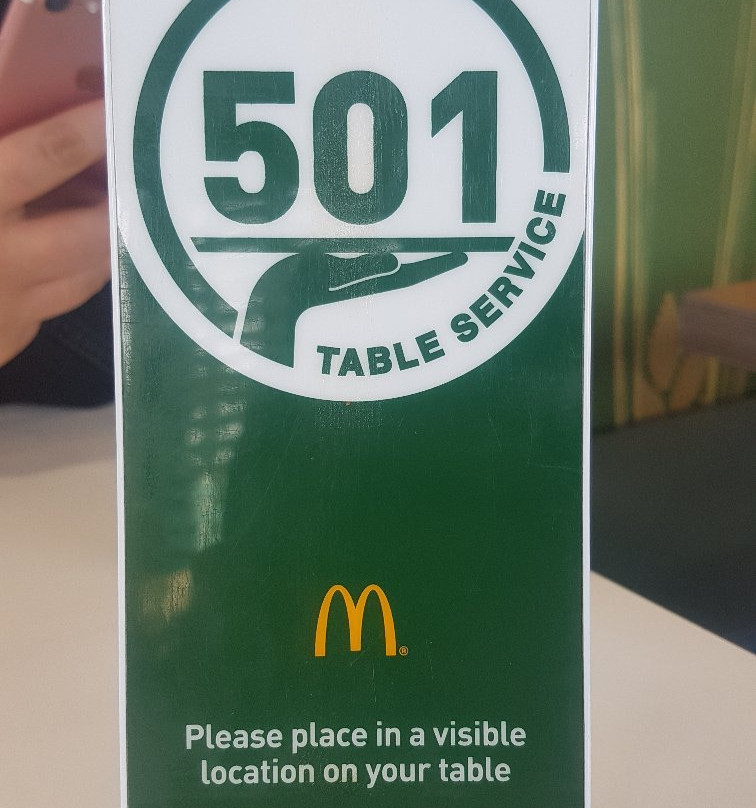 501
TABLE SERVICE
M®
Please place in a visible
location on your table